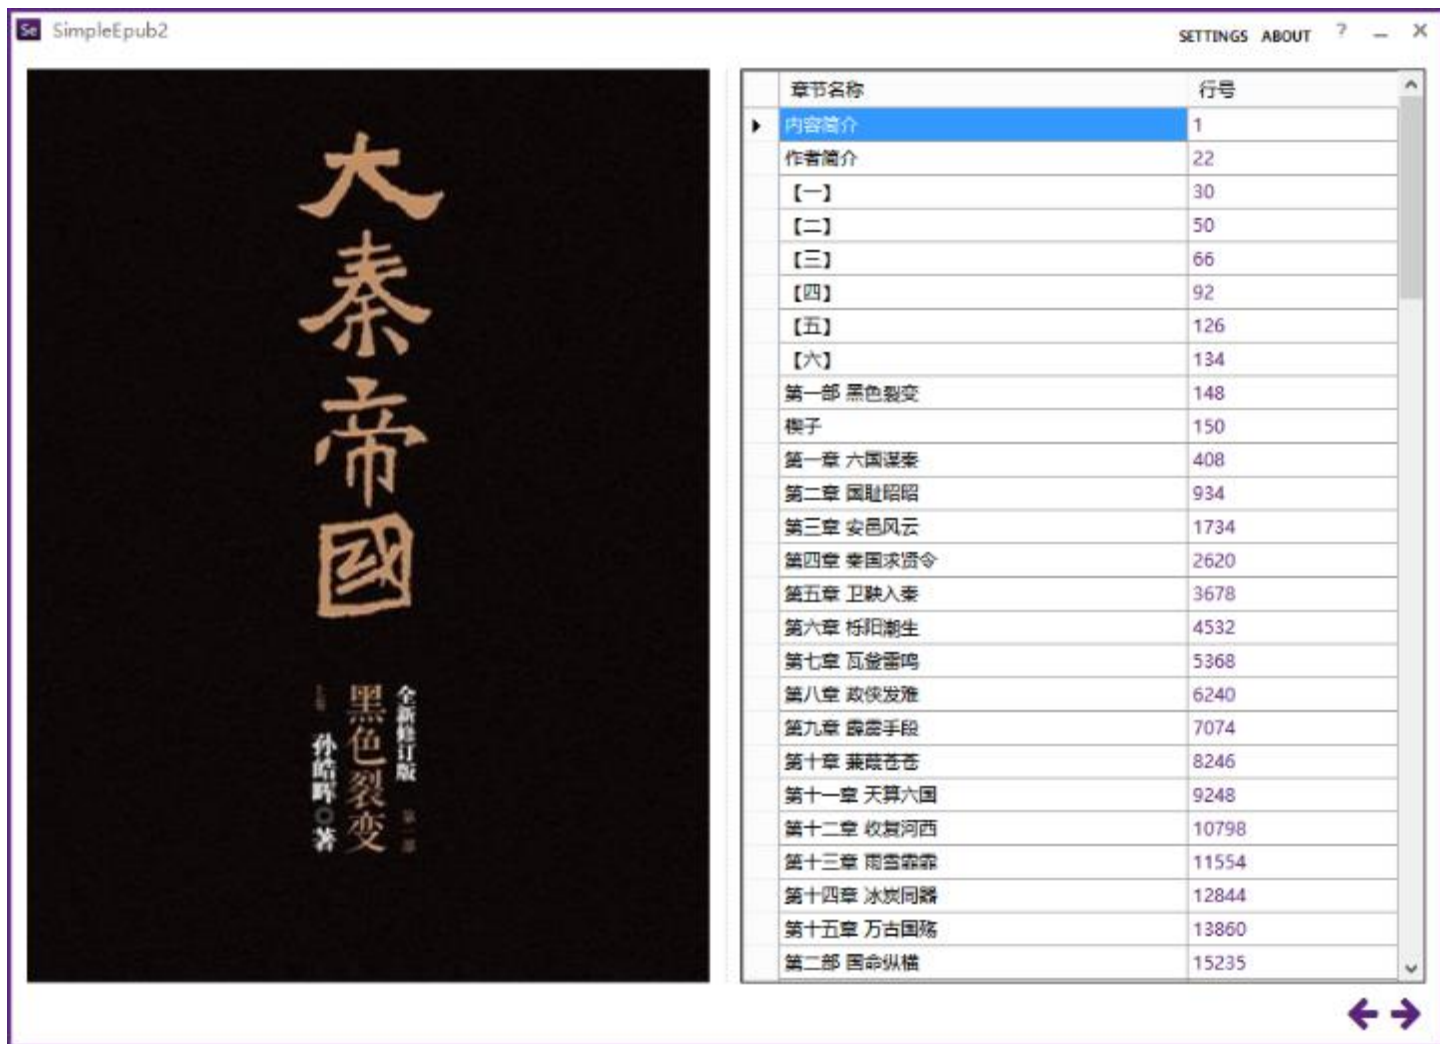 Se SimpleEpub2
SETTINGS ABOUT ? _ ×
大
秦
帝
國
全新修订版 第一部
黑色裂变
孙皓晖◎著
章节名称 行号
内容简介 1
作者简介 22
【一】 30
【二】 50
【三】 66
【四】 92
【五】 126
【六】 134
第一部 黑色裂变 148
楔子 150
第一章 六国谋秦 408
第二章 国耻昭昭 934
第三章 安邑风云 1734
第四章 秦国求贤令 2620
第五章 卫鞅入秦 3678
第六章 栎阳潮生 4532
第七章 瓦釜雷鸣 5368
第八章 政侠发难 6240
第九章 霹雳手段 7074
第十章 蒹葭苍苍 8246
第十一章 天算六国 9248
第十二章 收复河西 10798
第十三章 雨雪霏霏 11554
第十四章 冰炭同器 12844
第十五章 万古国殇 13860
第二部 国命纵横 15235